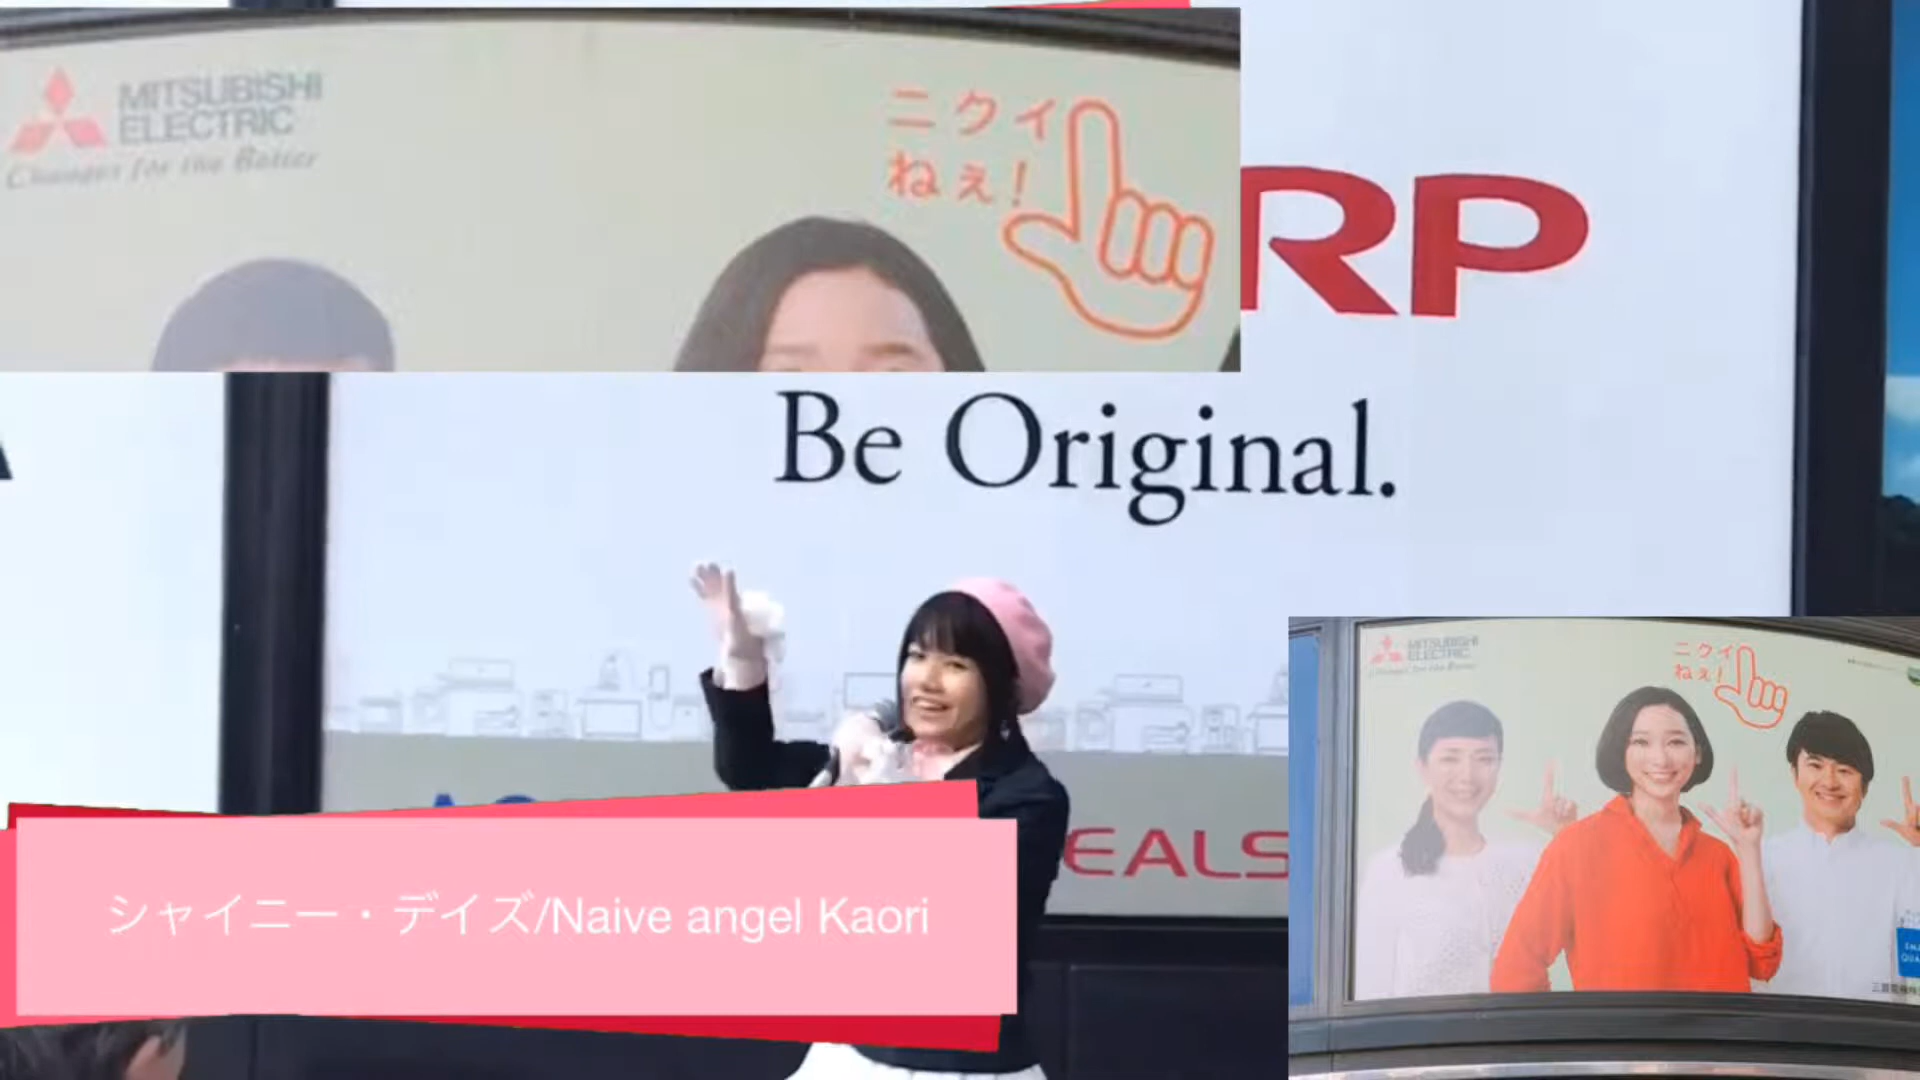 MITSUBISHI
ELECTRIC
Changes for the Better
ニクイ
ねぇ!
RP
Be Original.
EALS
シャイニー・デイズ/Naive angel Kaori
MITSUBISHI
ELECTRIC
Changes for the Better
ニクイ
ねぇ!